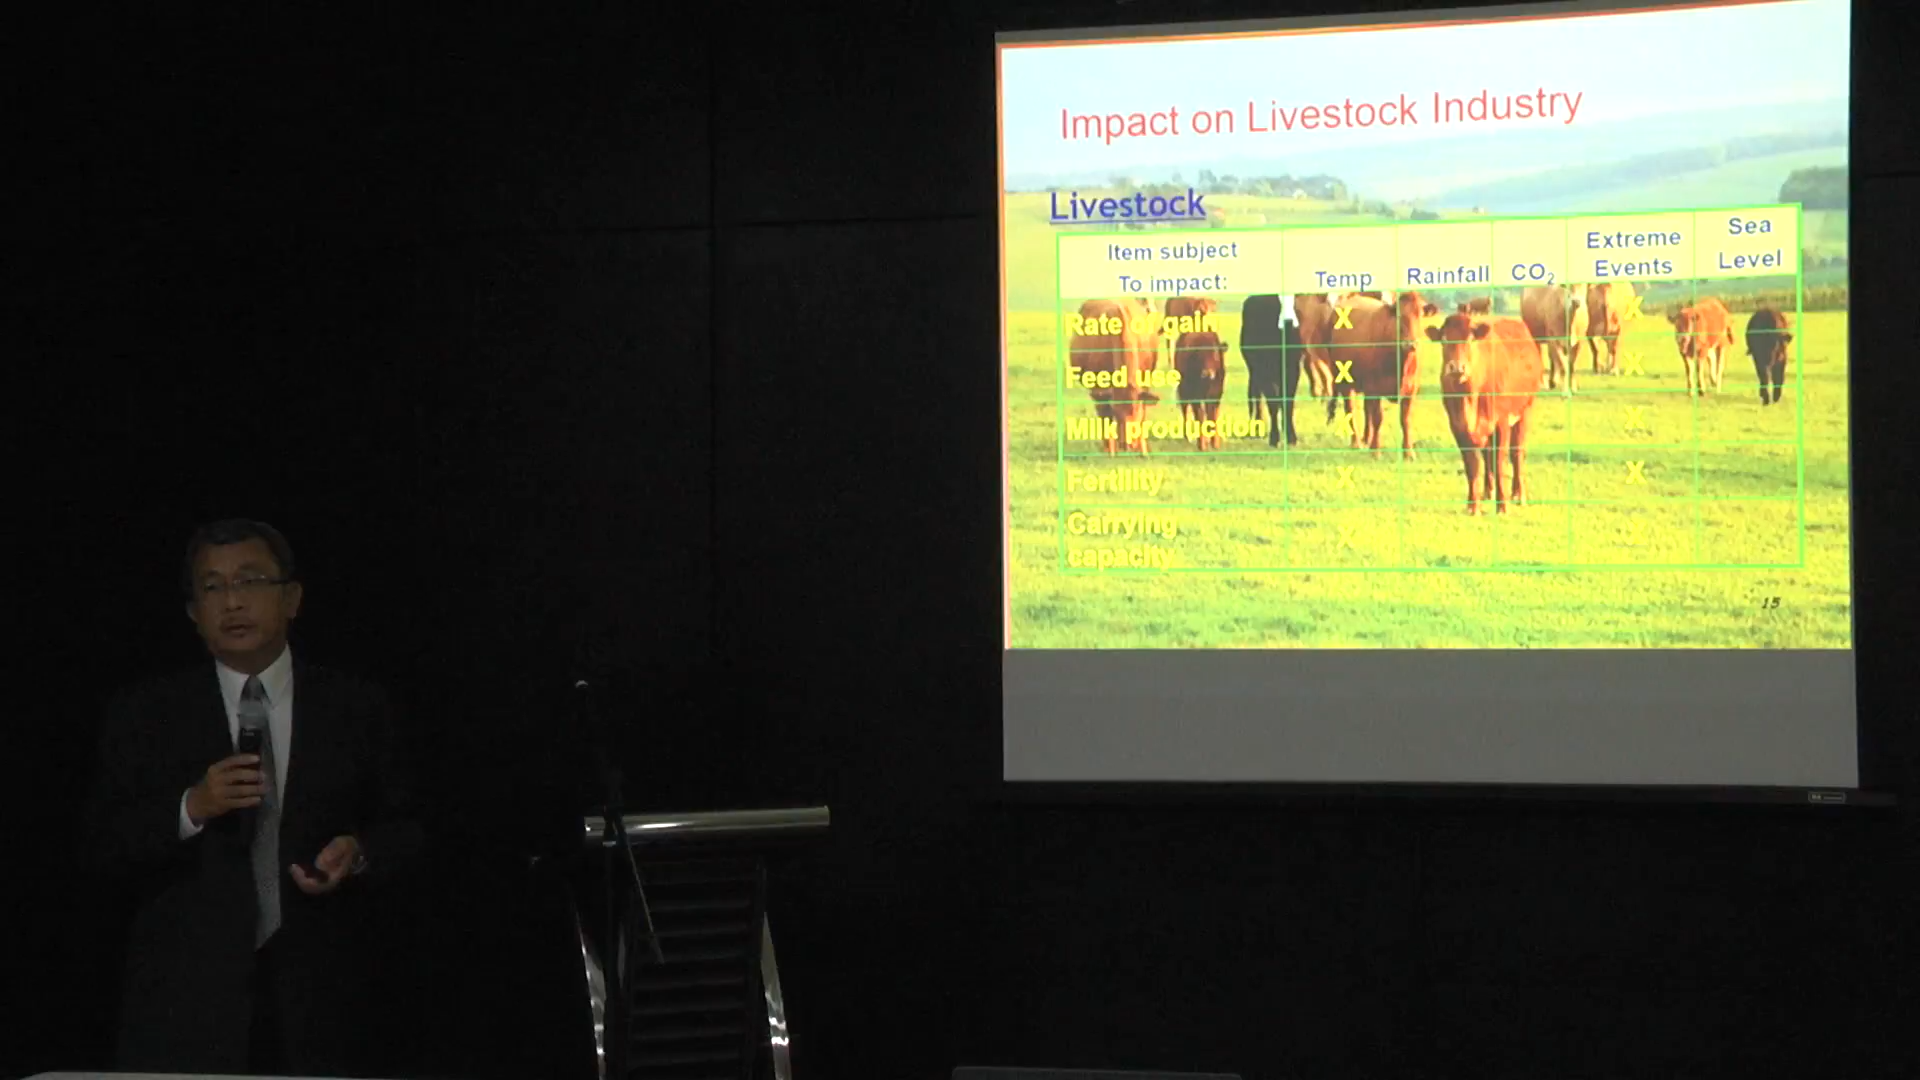 Impact on Livestock Industry
Livestock
Item subject
To impact:
Temp
Rainfall
CO₂
Extreme
Events
Sea
Level
Rate of gain X X
Feed use X X
Milk production X X
Fertility X X
Carrying
capacity
15